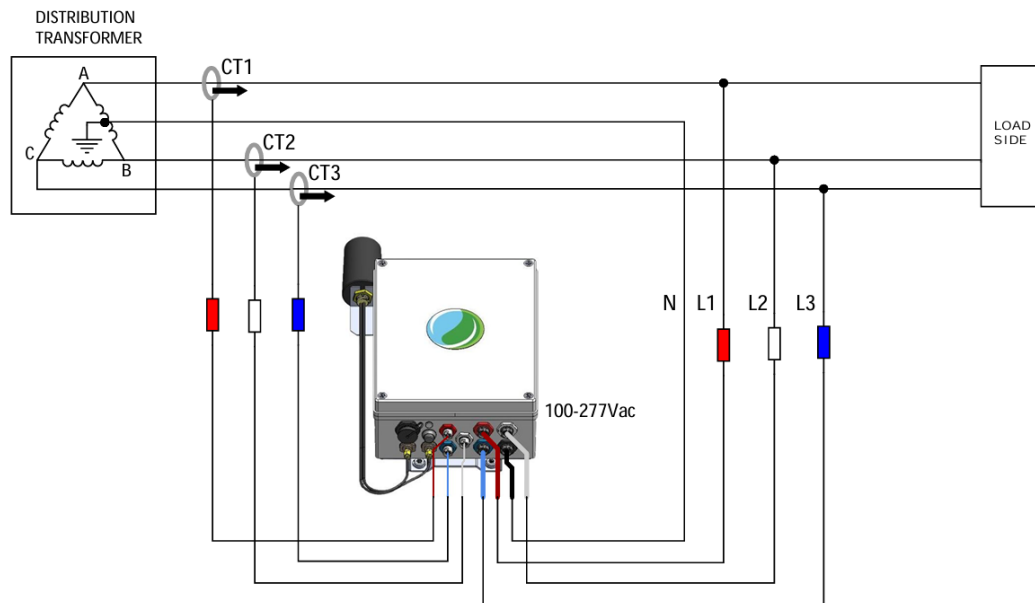 DISTRIBUTION
TRANSFORMER
A
CT1
C
B
CT2
CT3
LOAD
SIDE
N
L1
L2
L3
100-277Vac